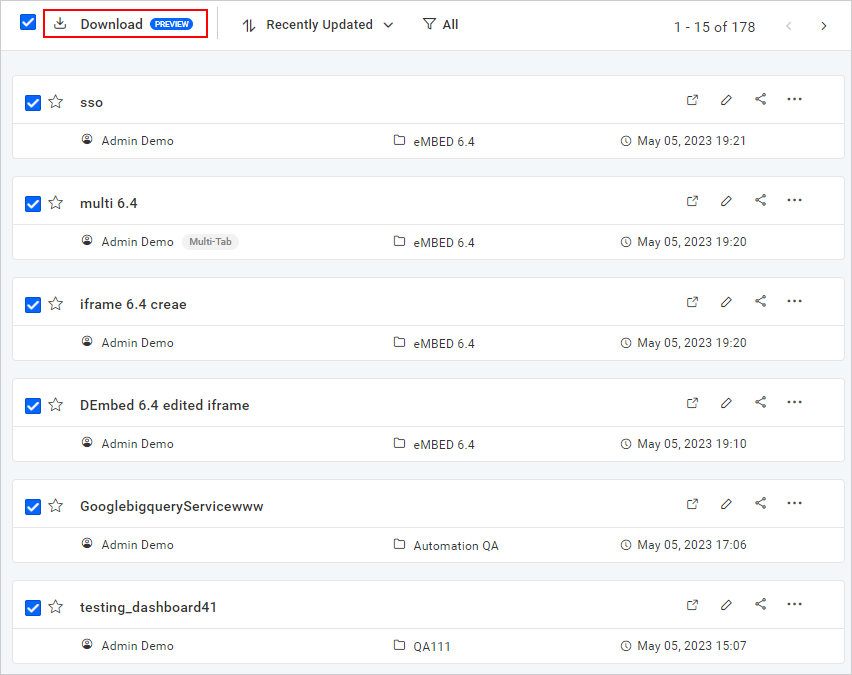 Download PREVIEW Recently Updated All 1 - 15 of 178
sso
Admin Demo eMBED 6.4 May 05, 2023 19:21
multi 6.4
Admin Demo Multi-Tab eMBED 6.4 May 05, 2023 19:20
iframe 6.4 creae
Admin Demo eMBED 6.4 May 05, 2023 19:20
DEmbed 6.4 edited iframe
Admin Demo eMBED 6.4 May 05, 2023 19:10
GooglebigqueryServicewww
Admin Demo Automation QA May 05, 2023 17:06
testing_dashboard41
Admin Demo QA111 May 05, 2023 15:07